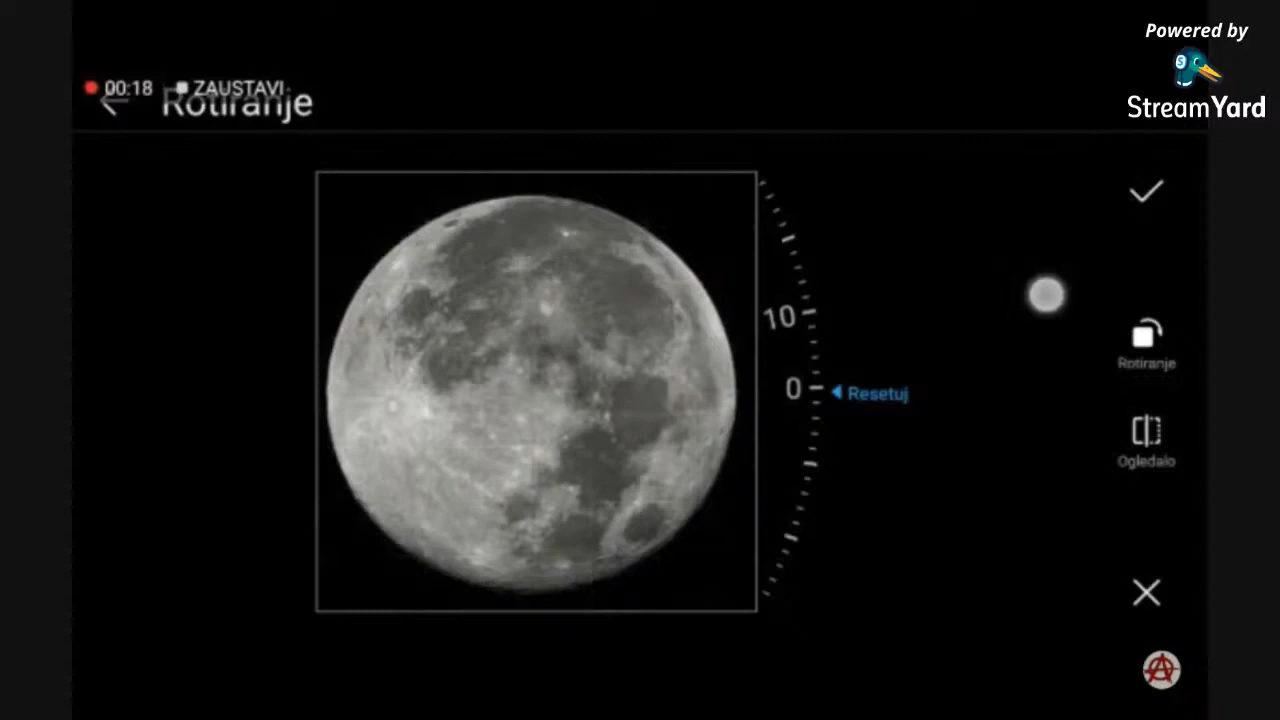 Powered by
StreamYard
00:18 ZAUSTAVI
Rotiranje
10
0
Resetuj
Rotiranje
Ogledalo